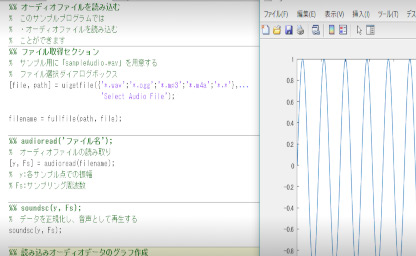 %% オーディオファイルを読み込む
% このサンプルプログラムでは
% ・オーディオファイルを読み込む
% ことができます
%% ファイル取得セクション
% サンプル用に「sampleAudio.wav」を用意する
% ファイル選択ダイアログボックス
[file, path] = uigetfile({'*.wav';'*.ogg';'*.mp3';'*.m4a';'*.*'},...
'Select Audio File');
filename = fullfile(path, file);
%% audioread('ファイル名');
% オーディオファイルの読み取り
[y, Fs] = audioread(filename);
% y:各サンプル点での振幅
% Fs:サンプリング周波数
%% soundsc(y, Fs);
% データを正規化し、音声として再生する
soundsc(y, Fs);
%% 読み込みオーディオデータのグラフ作成
ファイル(F) 編集(E) 表示(V) 挿入(I) ツール(T) デス
1
0.8
0.6
0.4
0.2
0
-0.2
-0.4
-0.6
-0.8